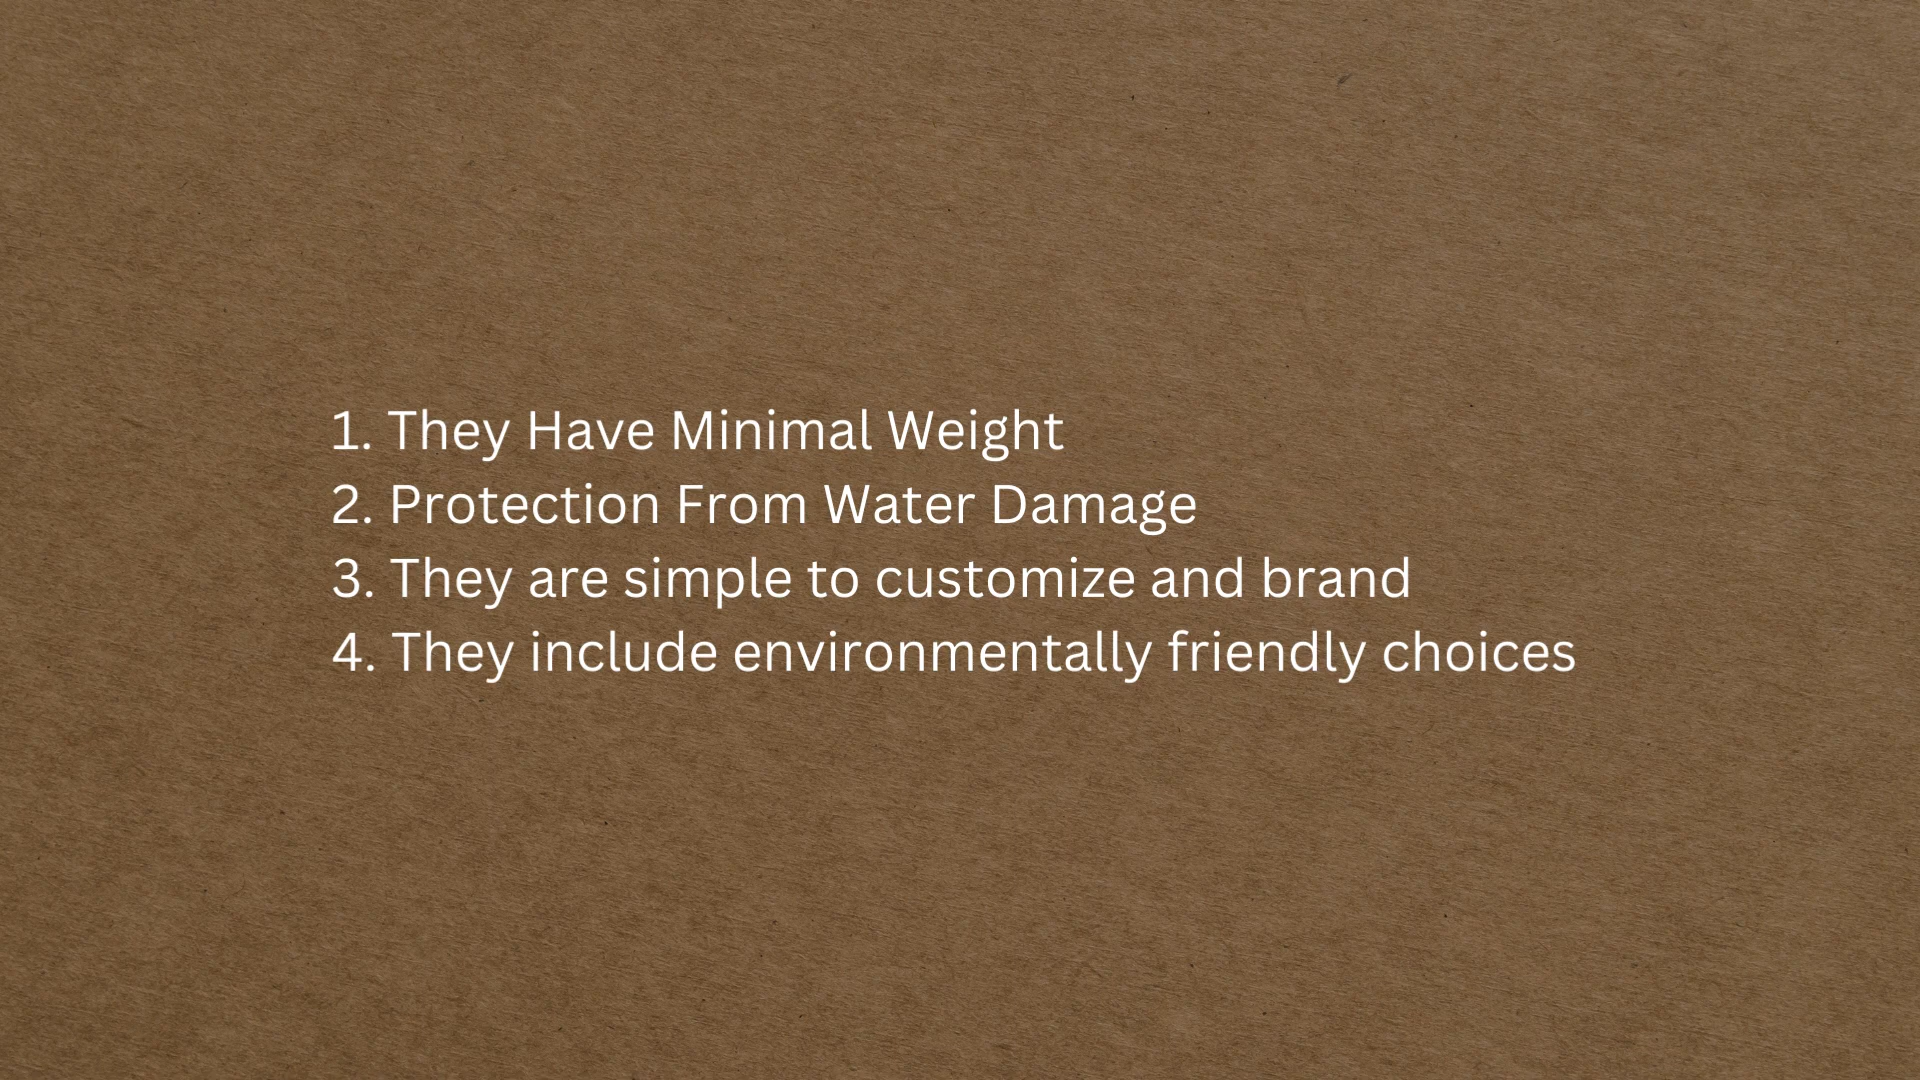 1. They Have Minimal Weight
2. Protection From Water Damage
3. They are simple to customize and brand
4. They include environmentally friendly choices